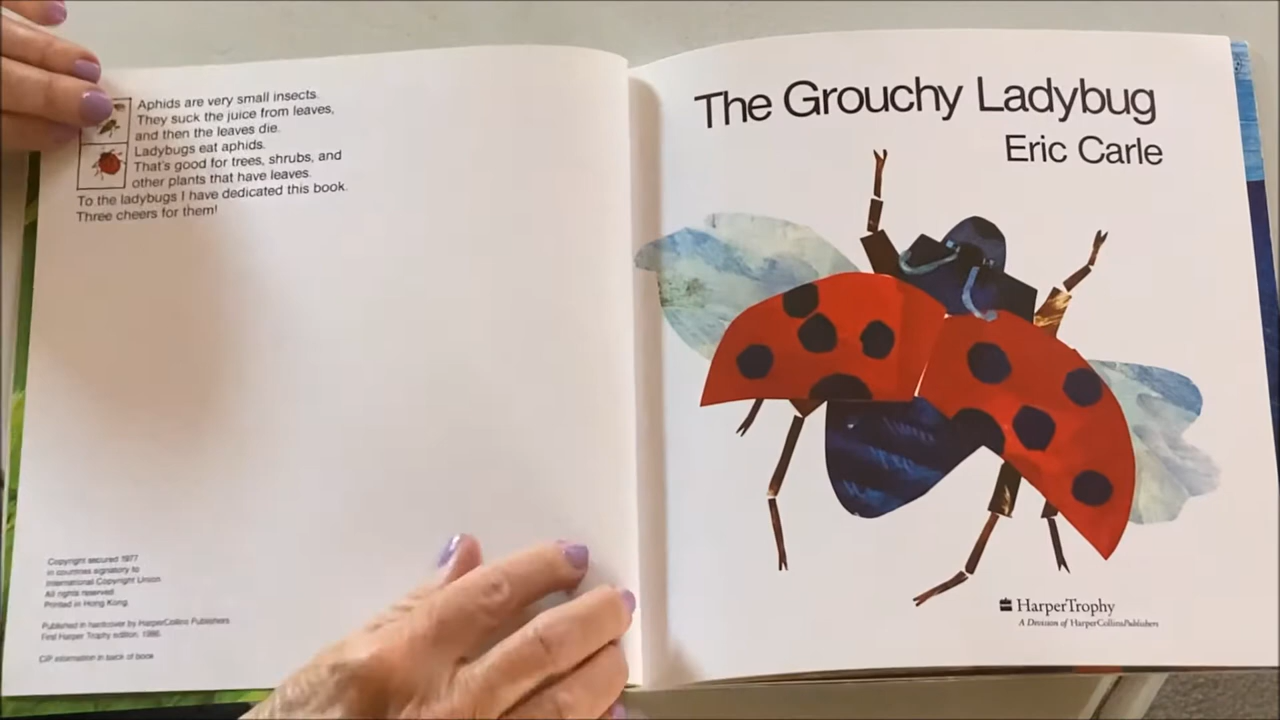 Aphids are very small insects.
They suck the juice from leaves,
and then the leaves die.
Ladybugs eat aphids.
That's good for trees, shrubs, and
other plants that have leaves.
To the ladybugs I have dedicated this book.
Three cheers for them!
Copyright secured 1977
in countries signatory to
International Copyright Union.
All rights reserved.
Printed in Hong Kong.
Published in hardcover by HarperCollins Publishers
First Harper Trophy edition, 1986.
CIP information in back of book
The Grouchy Ladybug
Eric Carle
HarperTrophy
A Division of HarperCollinsPublishers